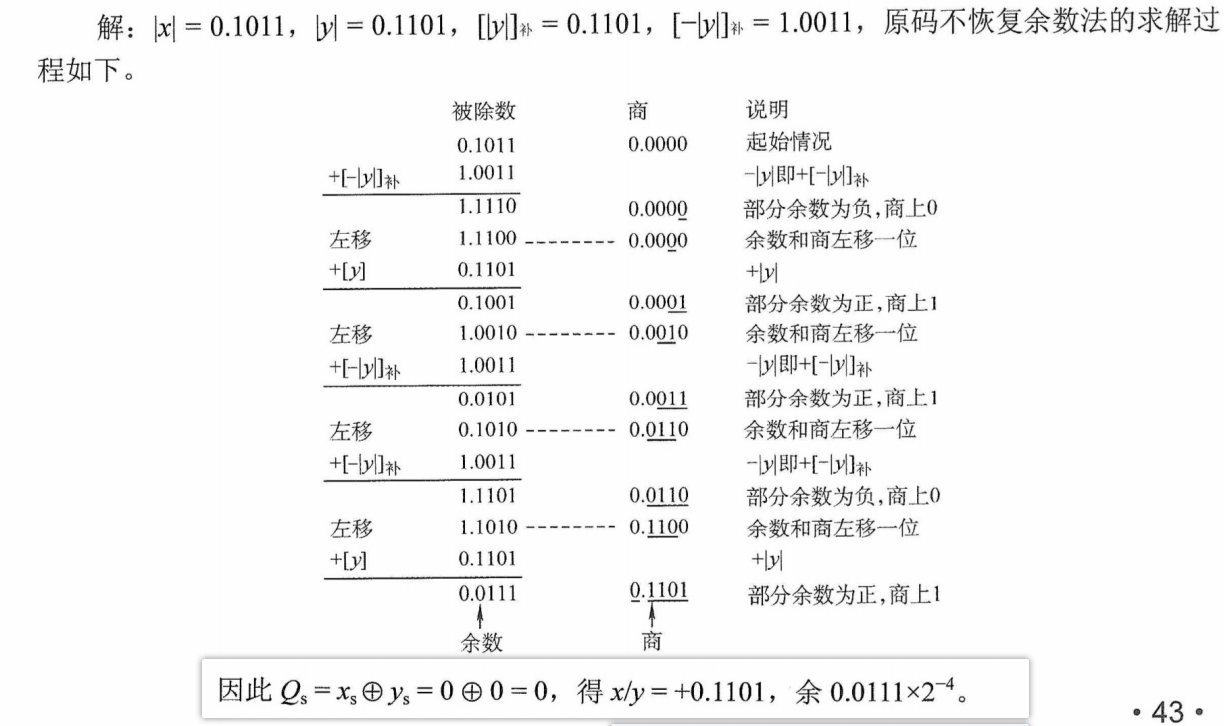 解：|x| = 0.1011，|y| = 0.1101，[|y|]补 = 0.1101，[−|y|]补 = 1.0011，原码不恢复余数法的求解过
程如下。
被除数 商 说明
0.1011 0.0000 起始情况
+[-|y|]补 1.0011 -|y|即+[-|y|]补
1.1110 0.0000 部分余数为负,商上0
左移 1.1100 -------- 0.0000 余数和商左移一位
+[y] 0.1101 +|y|
0.1001 0.0001 部分余数为正,商上1
左移 1.0010 -------- 0.0010 余数和商左移一位
+[-|y|]补 1.0011 -|y|即+[-|y|]补
0.0101 0.0011 部分余数为正,商上1
左移 0.1010 -------- 0.0110 余数和商左移一位
+[-|y|]补 1.0011 -|y|即+[-|y|]补
1.1101 0.0110 部分余数为负,商上0
左移 1.1010 -------- 0.1100 余数和商左移一位
+[y] 0.1101 +|y|
0.0111 0.1101 部分余数为正,商上1
余数 商
因此 Qs = xs ⊕ ys = 0 ⊕ 0 = 0，得 x/y = +0.1101，余 0.0111×2⁻⁴。
• 43 •